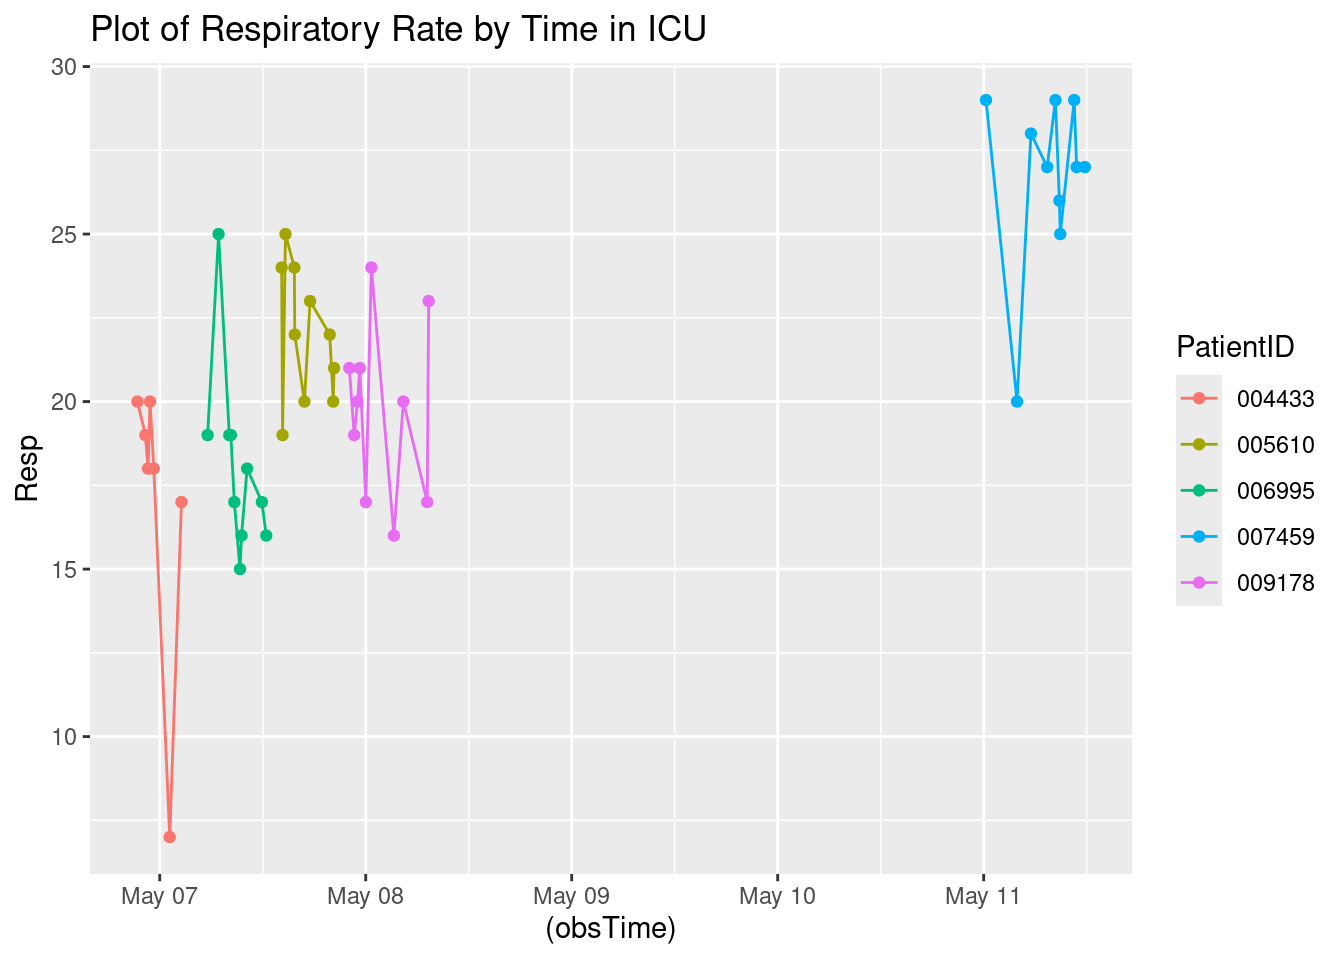 Plot of Respiratory Rate by Time in ICU
30
25
20
15
10
Resp
May 07 May 08 May 09 May 10 May 11
(obsTime)
PatientID
004433
005610
006995
007459
009178